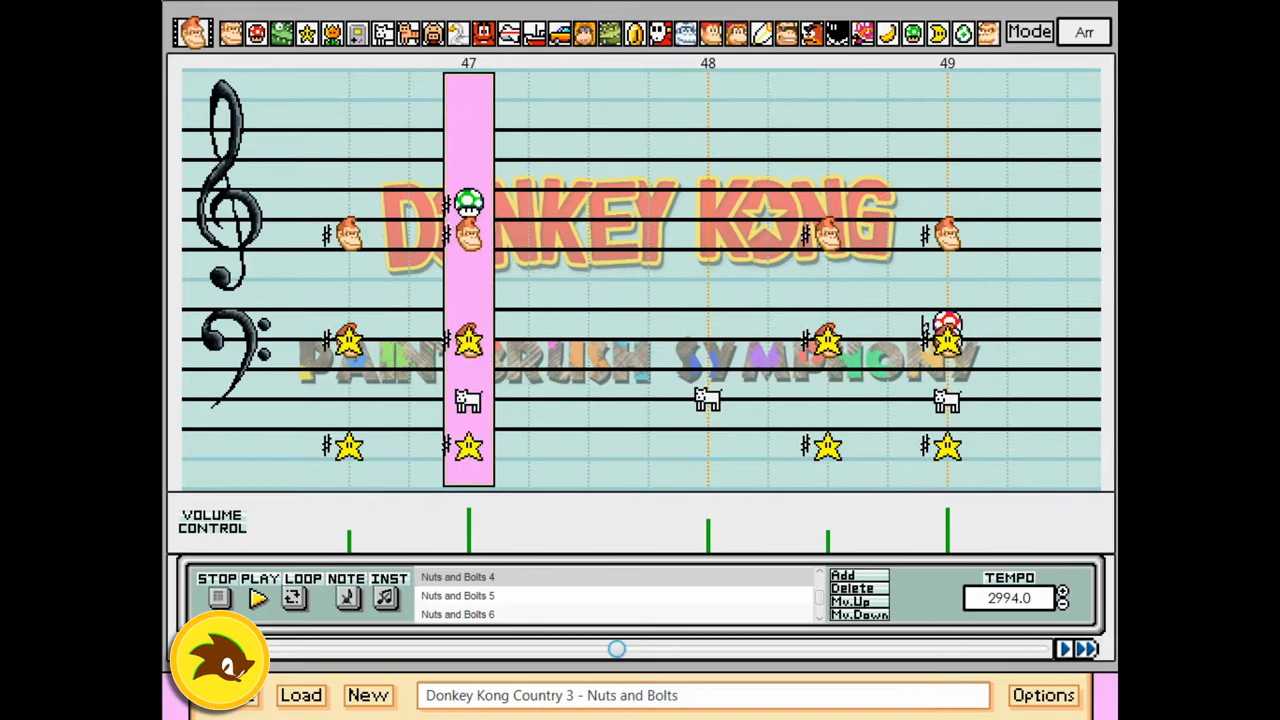 Mode Arr
47 48 49
DONKEY KONG
PAINTBRUSH SYMPHONY
VOLUME
CONTROL
STOP PLAY LOOP NOTE INST
Nuts and Bolts 4
Nuts and Bolts 5
Nuts and Bolts 6
Add
Delete
Mv.Up
Mv.Down
TEMPO
2994.0
Load New Donkey Kong Country 3 - Nuts and Bolts Options